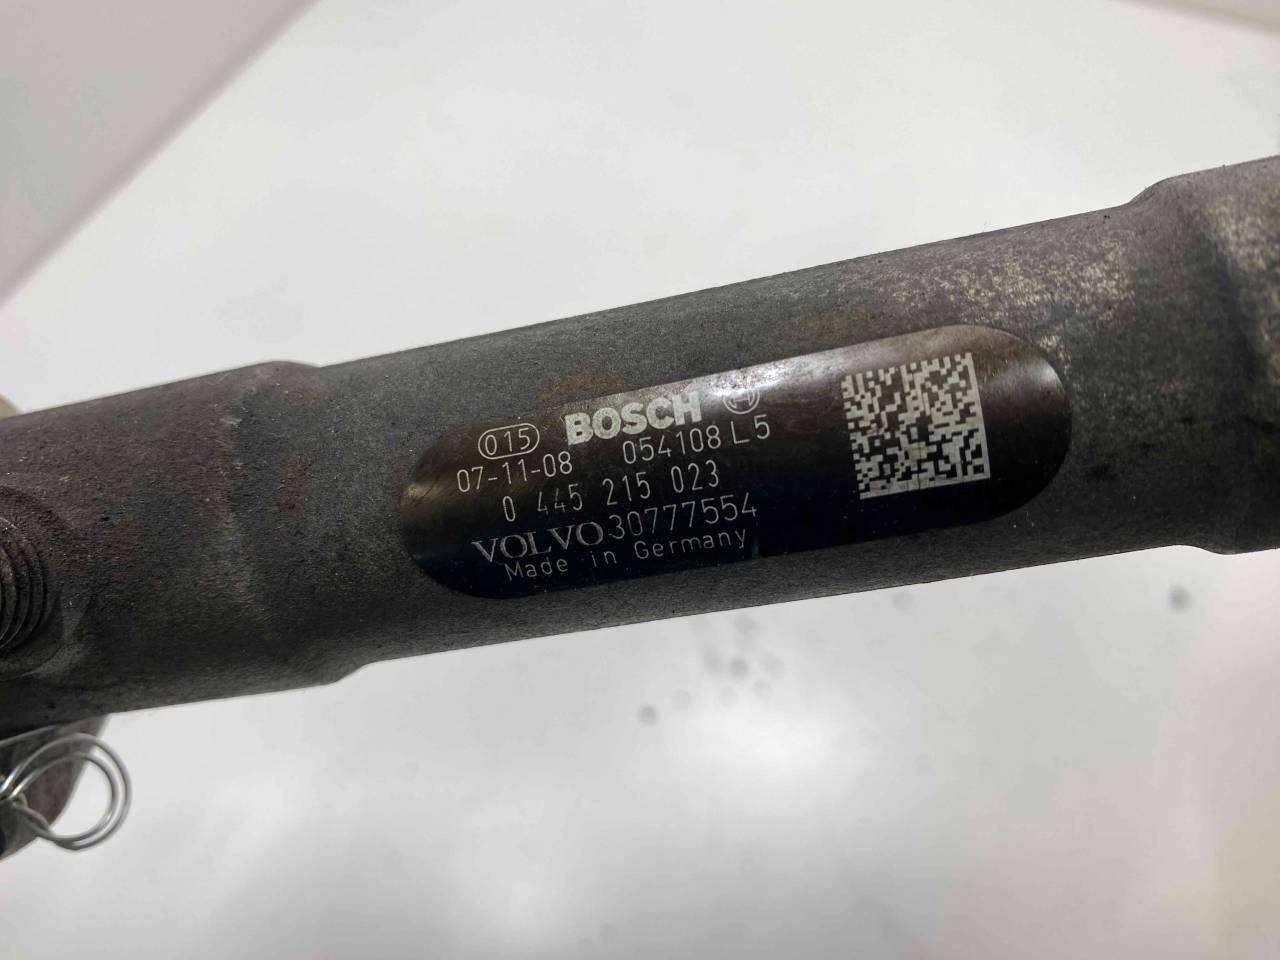 015 BOSCH
07-11-08 054108 L5
0 445 215 023
VOLVO 30777554
Made in Germany